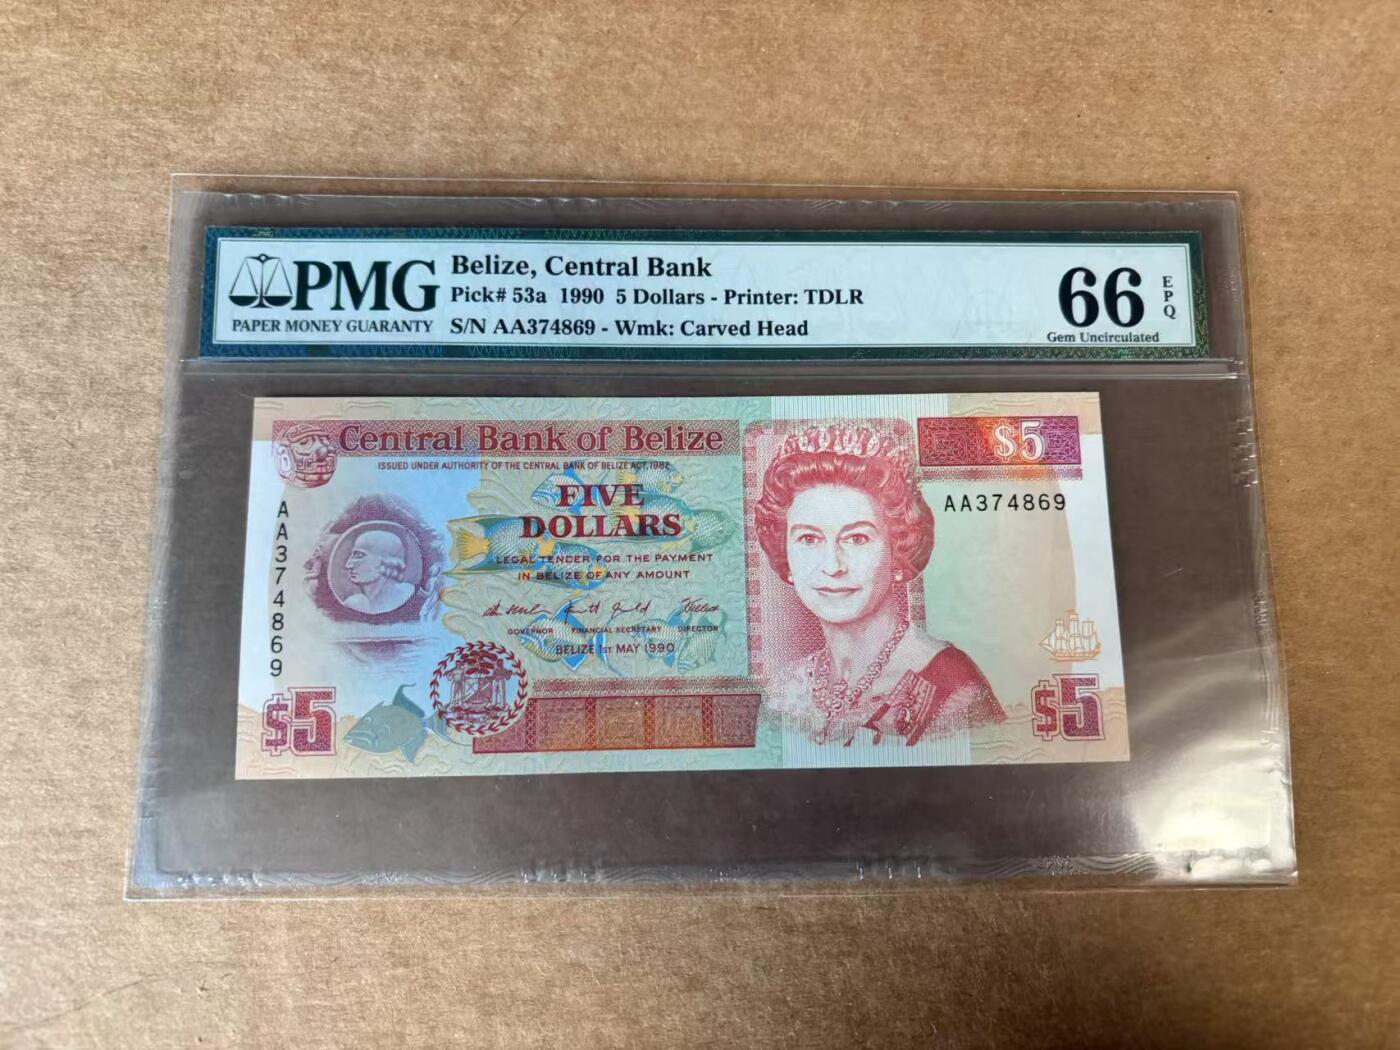 PMG
PAPER MONEY GUARANTY
Belize, Central Bank
Pick# 53a 1990 5 Dollars - Printer: TDLR
S/N AA374869 - Wmk: Carved Head
66
EPQ
Gem Uncirculated
Central Bank of Belize
$5
ISSUED UNDER AUTHORITY OF THE CENTRAL BANK OF BELIZE ACT, 1982
FIVE
DOLLARS
AA374869
AA374869
LEGAL TENDER FOR THE PAYMENT
IN BELIZE OF ANY AMOUNT
GOVERNOR FINANCIAL SECRETARY DIRECTOR
BELIZE 1ST MAY 1990
$5
$5